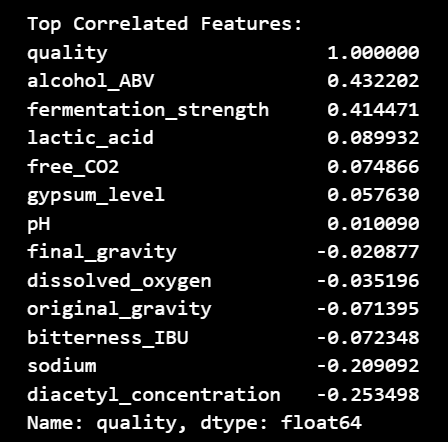 Top Correlated Features:
quality 1.000000
alcohol_ABV 0.432202
fermentation_strength 0.414471
lactic_acid 0.089932
free_CO2 0.074866
gypsum_level 0.057630
pH 0.010090
final_gravity -0.020877
dissolved_oxygen -0.035196
original_gravity -0.071395
bitterness_IBU -0.072348
sodium -0.209092
diacetyl_concentration -0.253498
Name: quality, dtype: float64